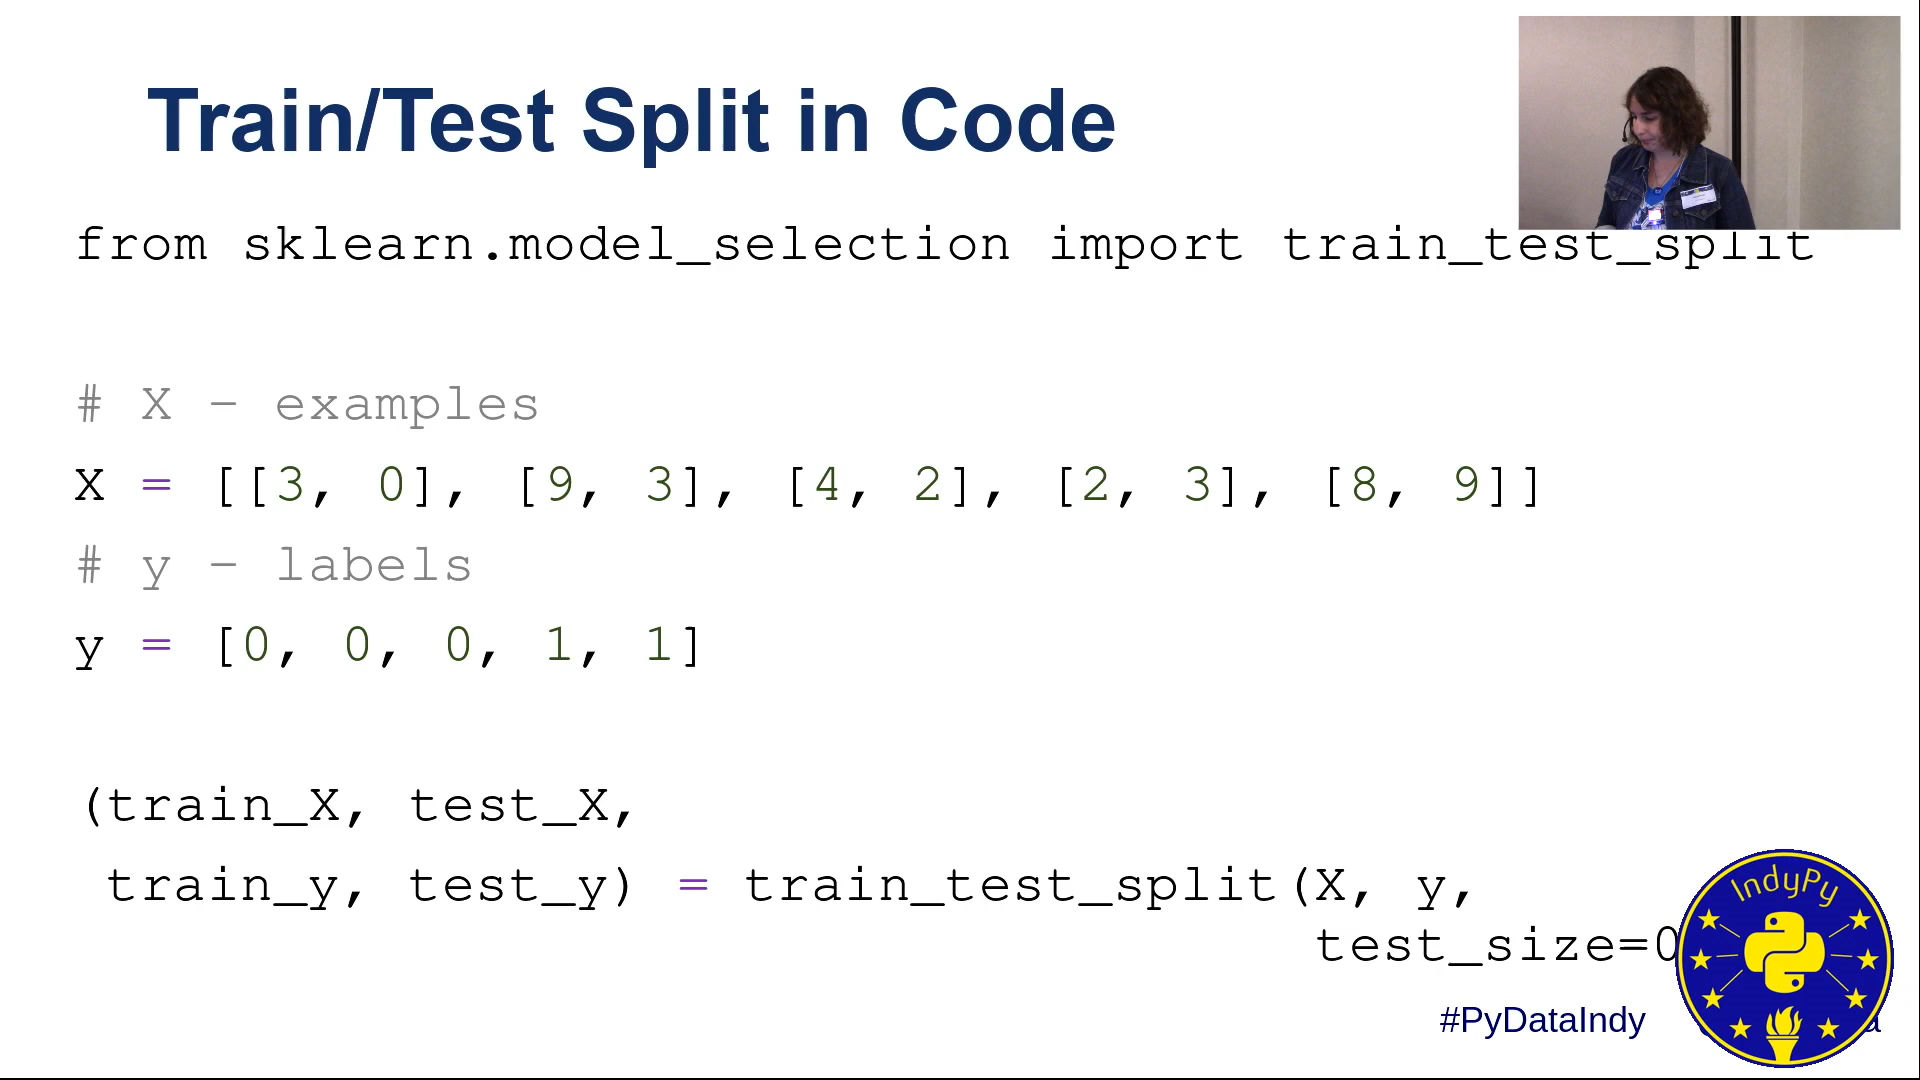 Train/Test Split in Code
from sklearn.model_selection import train_test_split
# X – examples
X = [[3, 0], [9, 3], [4, 2], [2, 3], [8, 9]]
# y – labels
y = [0, 0, 0, 1, 1]
(train_X, test_X,
train_y, test_y) = train_test_split(X, y,
test_size=0
IndyPy
#PyDataIndy